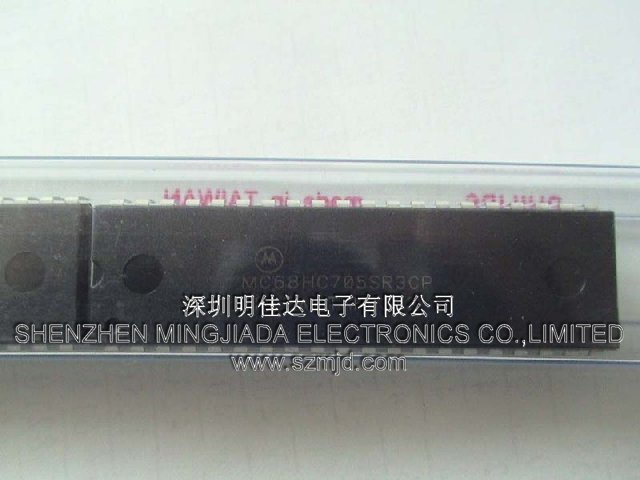 MC68HC705SR3CP
深圳明佳达电子有限公司
SHENZHEN MINGJIADA ELECTRONICS CO.,LIMITED
www.szmjd.com